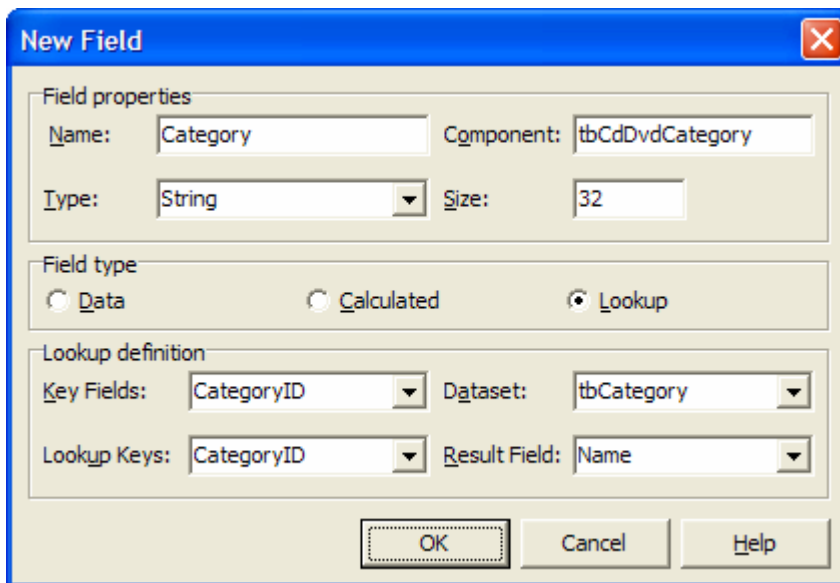 New Field
Field properties
Name: Category Component: tbCdDvdCategory
Type: String Size: 32
Field type
Data Calculated Lookup
Lookup definition
Key Fields: CategoryID Dataset: tbCategory
Lookup Keys: CategoryID Result Field: Name
OK Cancel Help